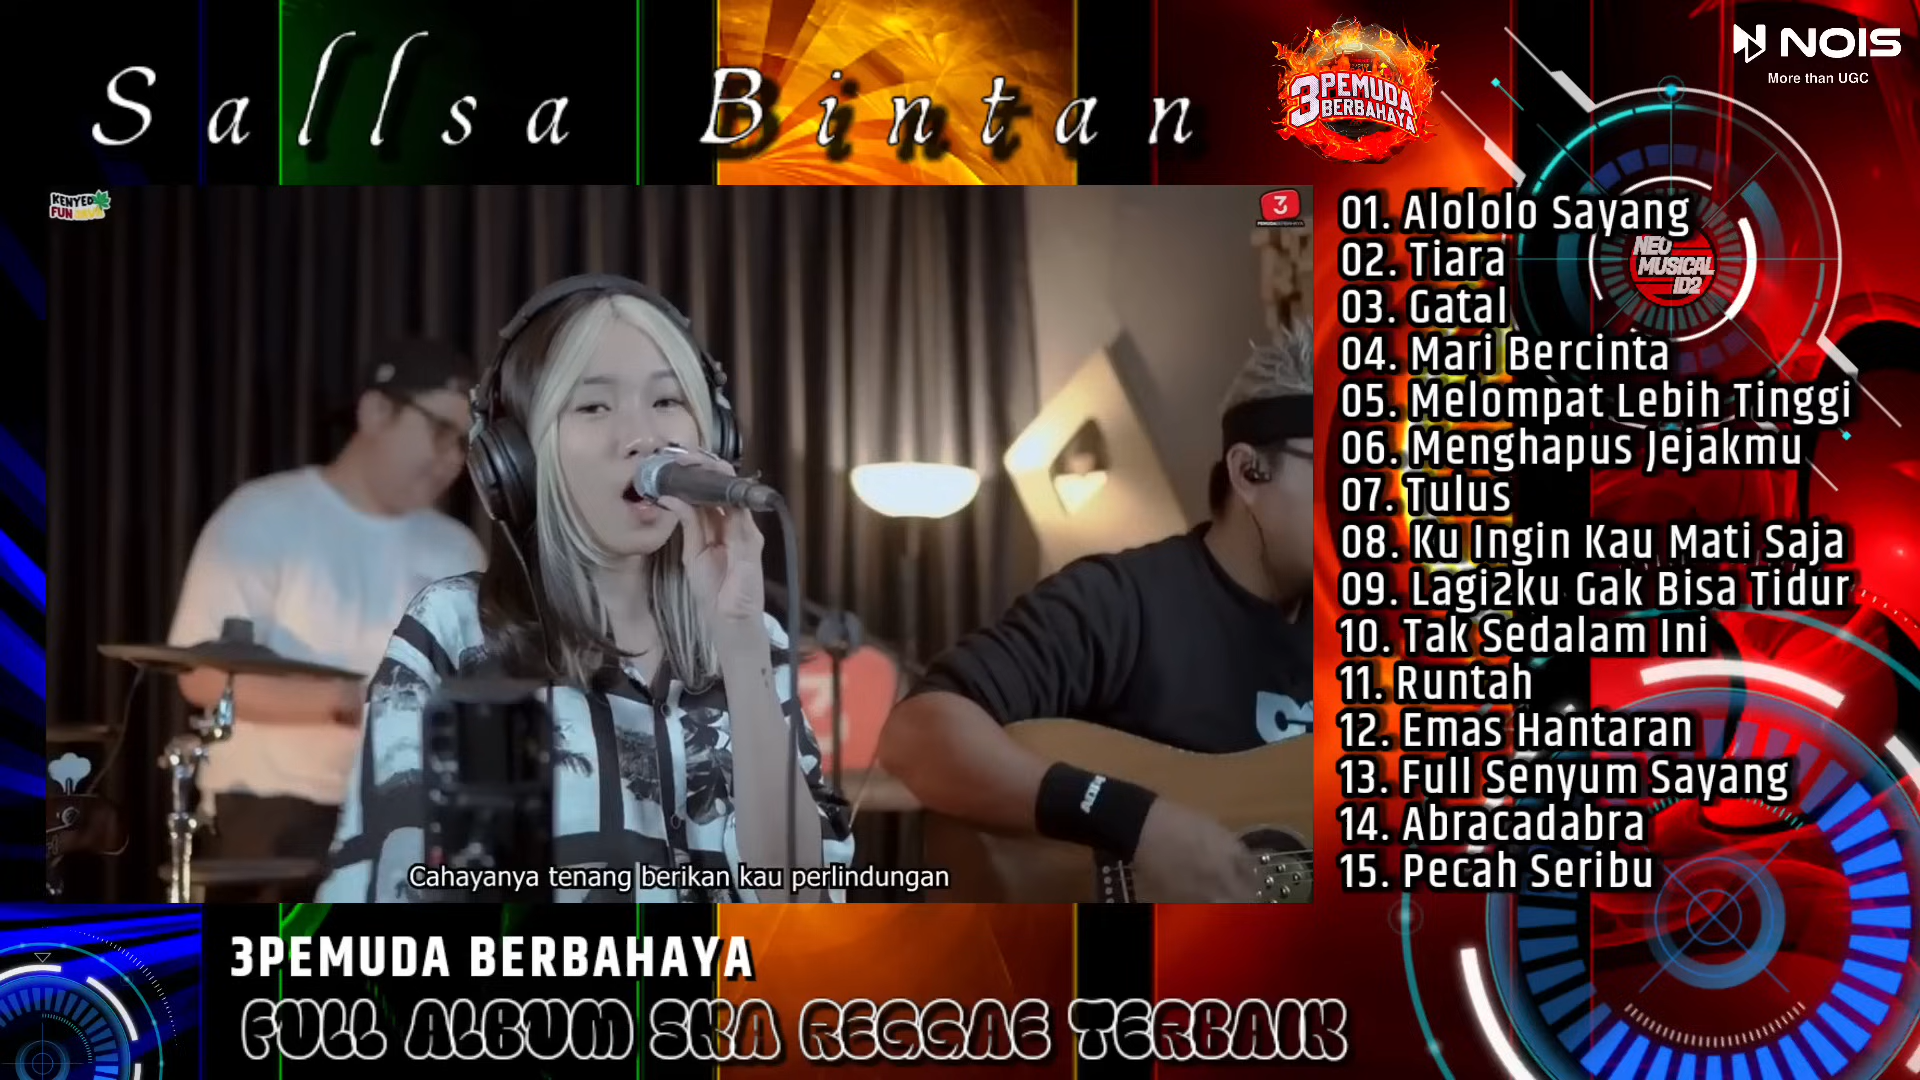 Sallsa Bintan
3PEMUDA
BERBAHAYA
NOIS
More than UGC
KENYED
FUN
3
01. Alololo Sayang
02. Tiara
03. Gatal
04. Mari Bercinta
05. Melompat Lebih Tinggi
06. Menghapus Jejakmu
07. Tulus
08. Ku Ingin Kau Mati Saja
09. Lagi2ku Gak Bisa Tidur
10. Tak Sedalam Ini
11. Runtah
12. Emas Hantaran
13. Full Senyum Sayang
14. Abracadabra
15. Pecah Seribu
NEO
MUSICAL
ID2
3
Cahayanya tenang berikan kau perlindungan
3PEMUDA BERBAHAYA
FULL ALBUM SKA REGGAE TERBAIK